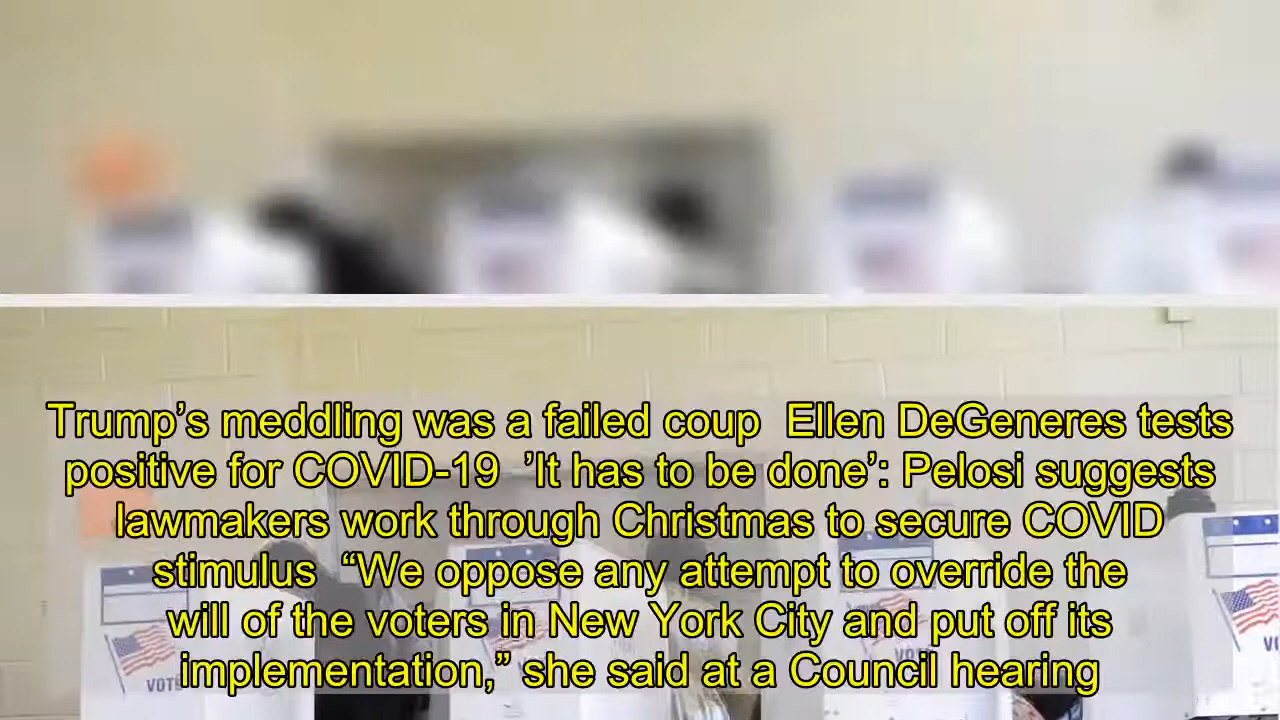 Trump’s meddling was a failed coup  Ellen DeGeneres tests
positive for COVID-19  ’It has to be done’: Pelosi suggests
lawmakers work through Christmas to secure COVID
stimulus  “We oppose any attempt to override the
will of the voters in New York City and put off its
implementation,” she said at a Council hearing
VOTE